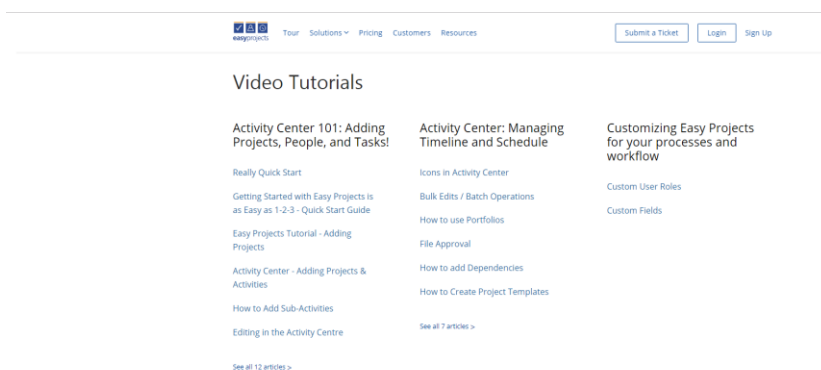 easyprojects
Tour Solutions Pricing Customers Resources Submit a Ticket Login Sign Up
Video Tutorials
Activity Center 101: Adding
Projects, People, and Tasks!
Really Quick Start
Getting Started with Easy Projects is
as Easy as 1-2-3 - Quick Start Guide
Easy Projects Tutorial - Adding
Projects
Activity Center - Adding Projects &
Activities
How to Add Sub-Activities
Editing in the Activity Centre
See all 12 articles >
Activity Center: Managing
Timeline and Schedule
Icons in Activity Center
Bulk Edits / Batch Operations
How to use Portfolios
File Approval
How to add Dependencies
How to Create Project Templates
See all 7 articles >
Customizing Easy Projects
for your processes and
workflow
Custom User Roles
Custom Fields